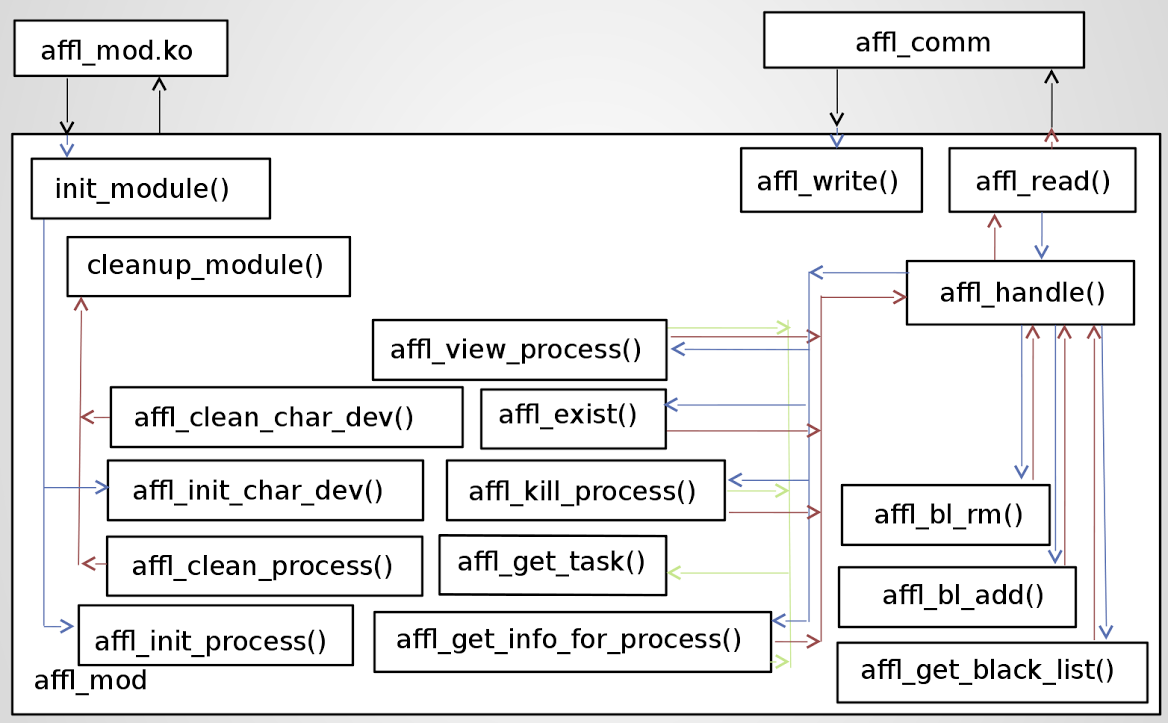 affl_mod.ko
affl_comm
init_module()
affl_write()
affl_read()
cleanup_module()
affl_handle()
affl_view_process()
affl_clean_char_dev()
affl_exist()
affl_init_char_dev()
affl_kill_process()
affl_bl_rm()
affl_clean_process()
affl_get_task()
affl_bl_add()
affl_init_process()
affl_get_info_for_process()
affl_get_black_list()
affl_mod